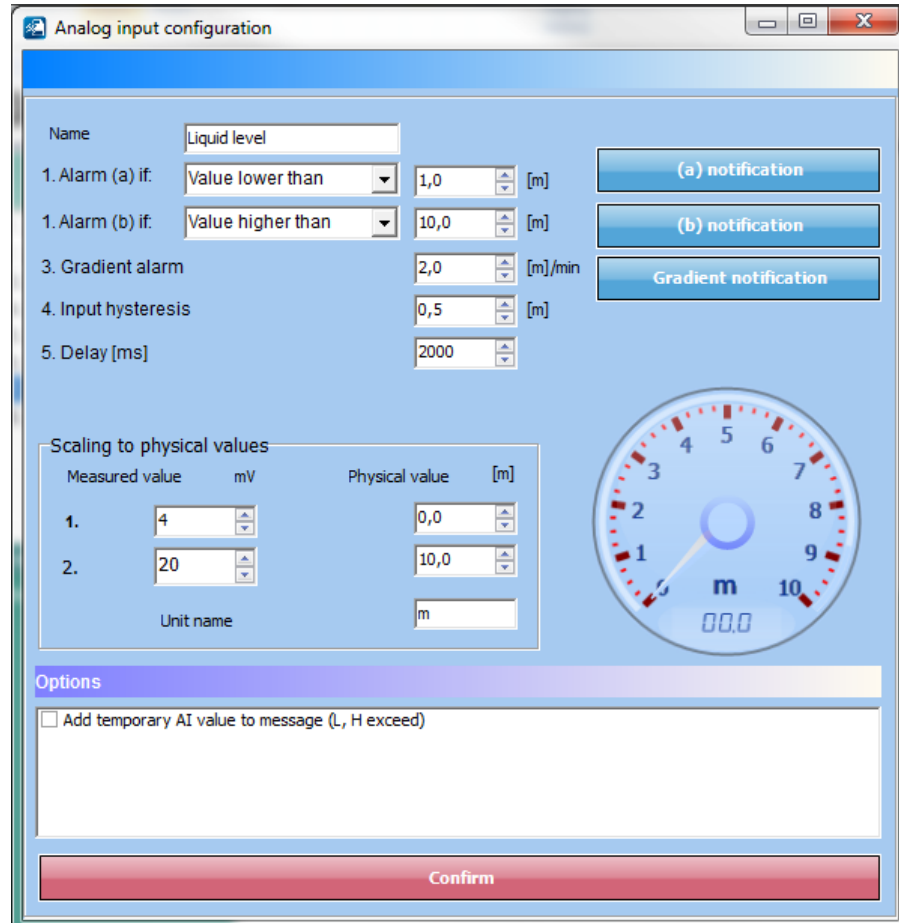 Analog input configuration
Name Liquid level
1. Alarm (a) if: Value lower than 1,0 [m] (a) notification
1. Alarm (b) if: Value higher than 10,0 [m] (b) notification
3. Gradient alarm 2,0 [m]/min Gradient notification
4. Input hysteresis 0,5 [m]
5. Delay [ms] 2000
Scaling to physical values
Measured value mV Physical value [m]
1. 4 0,0
2. 20 10,0
Unit name m
0 1 2 3 4 5 6 7 8 9 10
m
00,0
Options
Add temporary AI value to message (L, H exceed)
Confirm